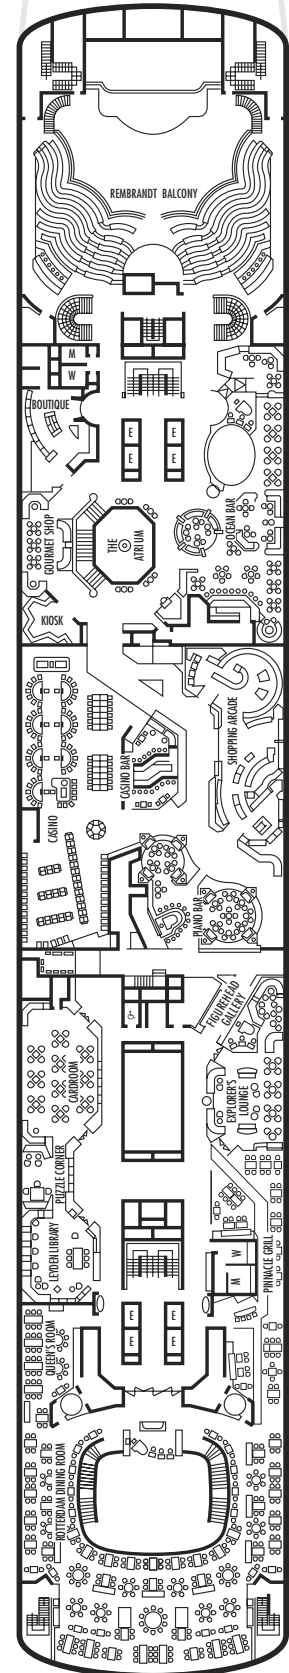 REMBRANDT BALCONY
M
W
BOUTIQUE
E
E
E
E
OCEAN BAR
GOURMET SHOP
THE
ATRIUM
KIOSK
SHOPPING ARCADE
CASINO BAR
CASINO
PIANO BAR
FIGUREHEAD
GALLERY
CARDROOM
EXPLORER'S
LOUNGE
PUZZLE CORNER
LEYDEN LIBRARY
W
M
PINNACLE GRILL
E
E
E
E
QUEEN'S ROOM
ROTTERDAM DINING ROOM